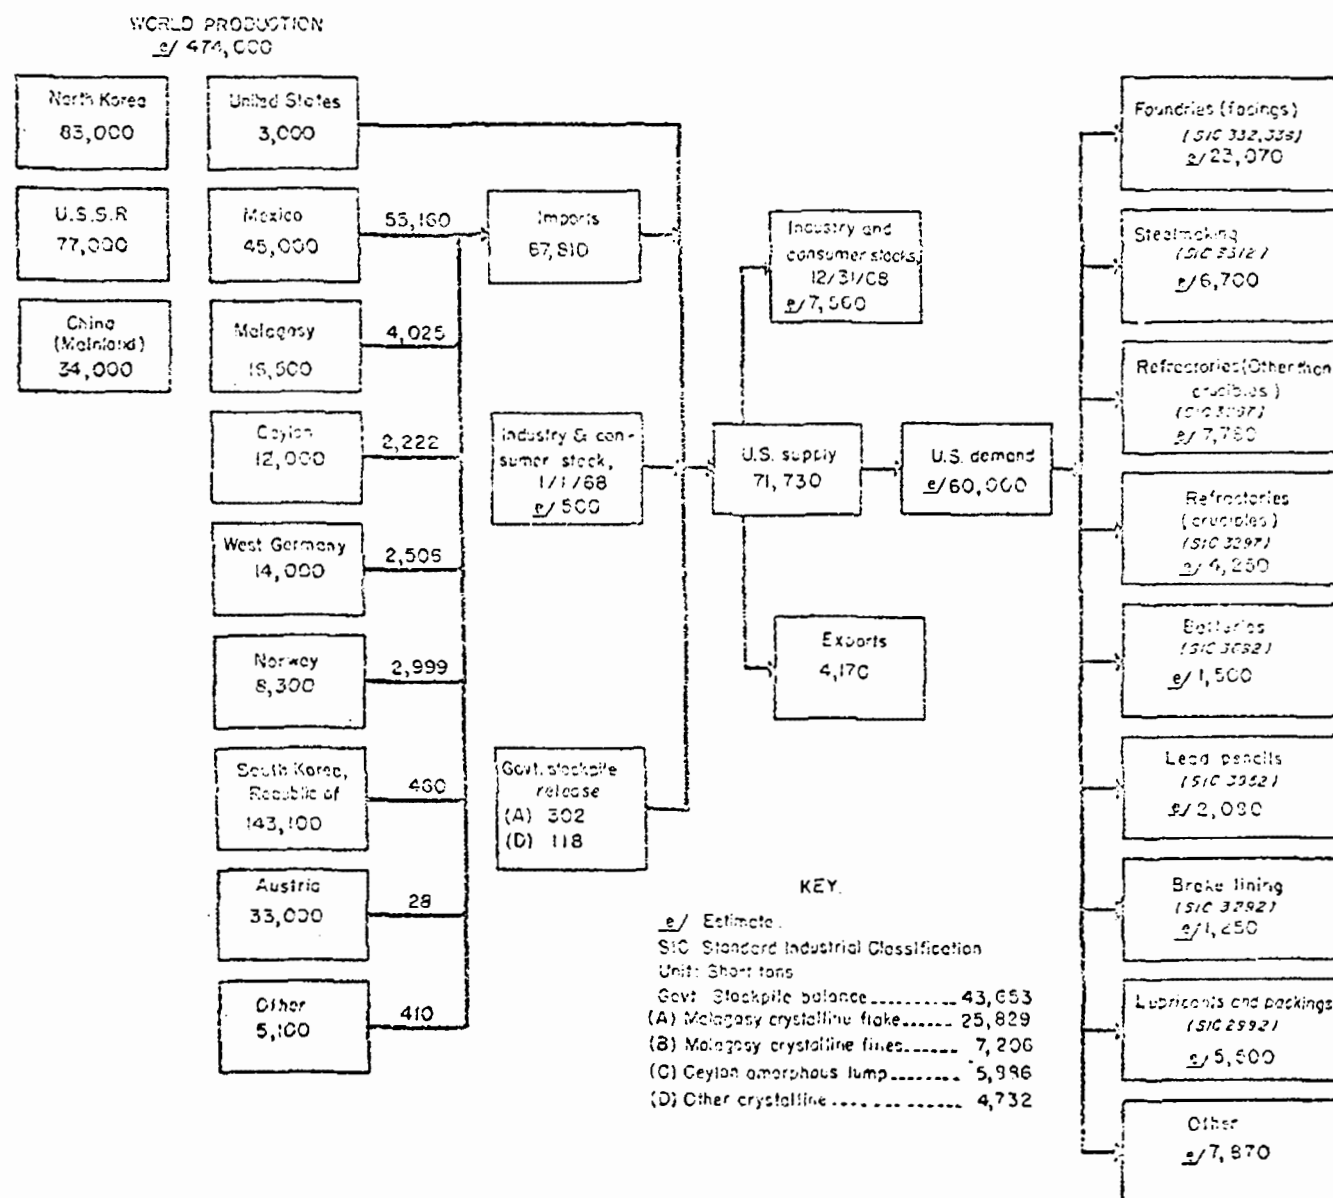 WORLD PRODUCTION
e/ 474,000
North Korea
83,000
U.S.S.R
77,000
China
(Mainland)
34,000
United States
3,000
Mexico
45,000
Malagasy
16,500
Ceylon
12,000
West Germany
14,000
Norway
8,300
South Korea,
Republic of
143,100
Austria
33,000
Other
5,100
55,160
4,025
2,222
2,506
2,999
460
28
410
Imports
67,810
Industry & con-
sumer stock,
1/1/68
e/ 500
Govt. stockpile
release
(A) 302
(D) 118
Industry and
consumer stocks,
12/31/68
e/ 7,560
U.S. supply
71,730
U.S. demand
e/60,000
Exports
4,170
Foundries (facings)
(SIC 332,336)
e/23,070
Steelmaking
(SIC 3312)
e/6,700
Refractories (Other than
crucibles)
(SIC 3297)
e/7,780
Refractories
(crucibles)
(SIC 3297)
e/4,250
Batteries
(SIC 3692)
e/1,500
Lead pencils
(SIC 3952)
e/2,080
Brake lining
(SIC 3292)
e/1,250
Lubricants and packings
(SIC 2992)
e/5,500
Other
e/7,870
KEY
e/ Estimate.
SIC Standard Industrial Classification
Unit: Short tons
Govt. Stockpile balance.......... 43,653
(A) Malagasy crystalline flake...... 25,829
(B) Malagasy crystalline fines...... 7,206
(C) Ceylon amorphous lump........ 5,986
(D) Other crystalline ............. 4,732